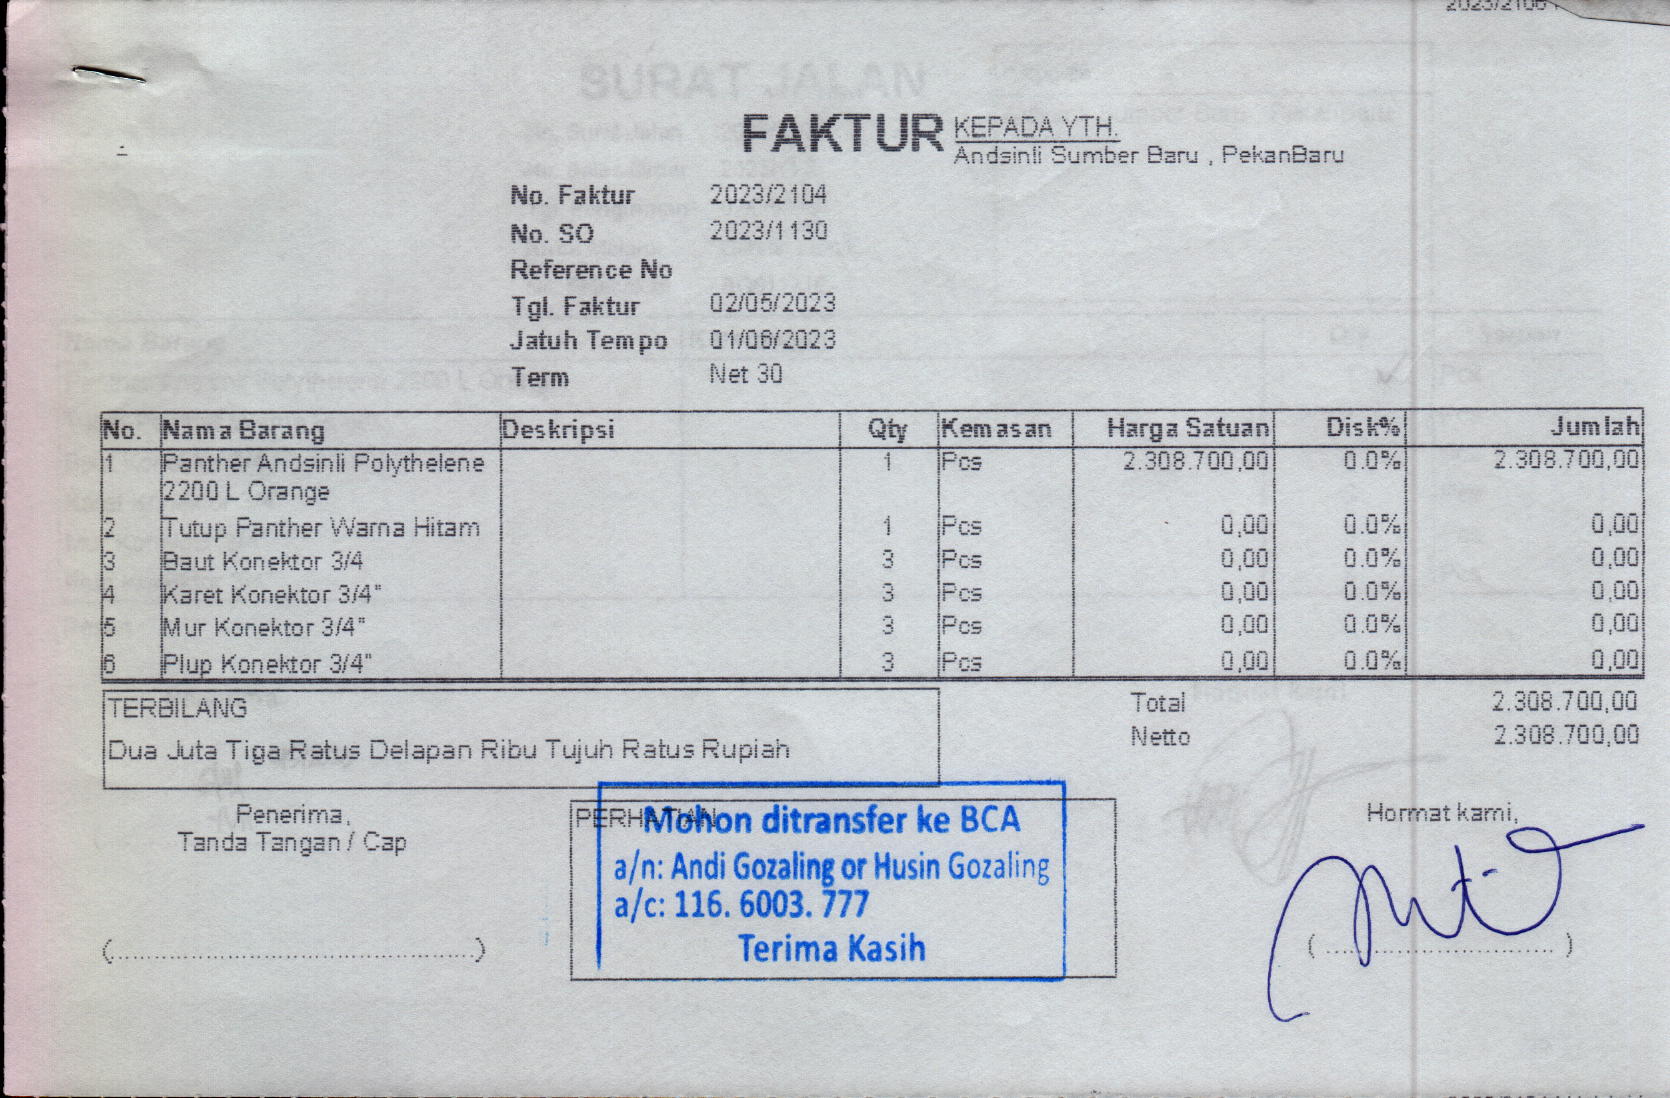 FAKTUR
KEPADA YTH.
Andsinli Sumber Baru , PekanBaru
No. Faktur 2023/2104
No. SO 2023/1130
Reference No
Tgl. Faktur 02/05/2023
Jatuh Tempo 01/06/2023
Term Net 30
No. Nama Barang Deskripsi Qty Kemasan Harga Satuan Disk% Jumlah
1 Panther Andsinli Polythelene 1 Pcs 2.308.700,00 0.0% 2.308.700,00
2200 L Orange
2 Tutup Panther Warna Hitam 1 Pcs 0,00 0.0% 0,00
3 Baut Konektor 3/4 3 Pcs 0,00 0.0% 0,00
4 Karet Konektor 3/4" 3 Pcs 0,00 0.0% 0,00
5 Mur Konektor 3/4" 3 Pcs 0,00 0.0% 0,00
6 Plup Konektor 3/4" 3 Pcs 0,00 0.0% 0,00
TERBILANG
Dua Juta Tiga Ratus Delapan Ribu Tujuh Ratus Rupiah
Total 2.308.700,00
Netto 2.308.700,00
Penerima,
Tanda Tangan / Cap
(..............................................)
PERHATIAN
Mohon ditransfer ke BCA
a/n: Andi Gozaling or Husin Gozaling
a/c: 116. 6003. 777
Terima Kasih
Hormat kami,
( ............................. )